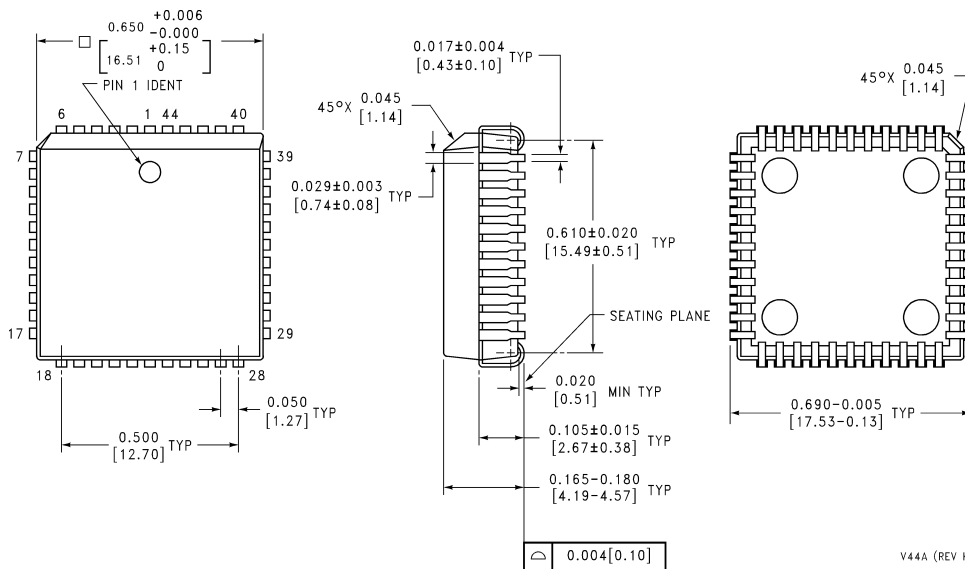 0.650 +0.006 -0.000
[16.51 +0.15 0]
PIN 1 IDENT
6 1 44 40
7 39
17 29
18 28
0.050 [1.27] TYP
0.500 [12.70] TYP
0.017±0.004 [0.43±0.10] TYP
45°X 0.045 [1.14]
0.029±0.003 [0.74±0.08] TYP
0.610±0.020 [15.49±0.51] TYP
SEATING PLANE
0.020 [0.51] MIN TYP
0.105±0.015 [2.67±0.38] TYP
0.165-0.180 [4.19-4.57] TYP
0.004[0.10]
45°X 0.045 [1.14]
0.690-0.005 [17.53-0.13] TYP
V44A (REV